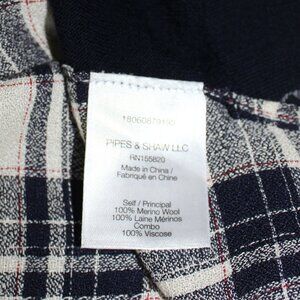 PIPES & SHAW LLC
RN155820
Made in China /
Fabriqué en Chine
Self / Principal
100% Merino Wool
100% Laine Mérinos
Combo
100% Viscose